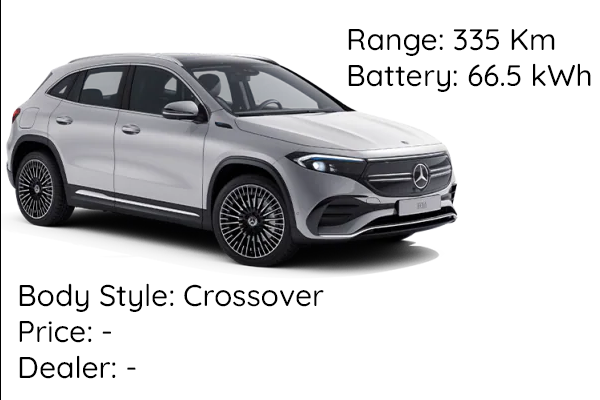 Range: 335 Km
Battery: 66.5 kWh
Body Style: Crossover
Price: -
Dealer: -